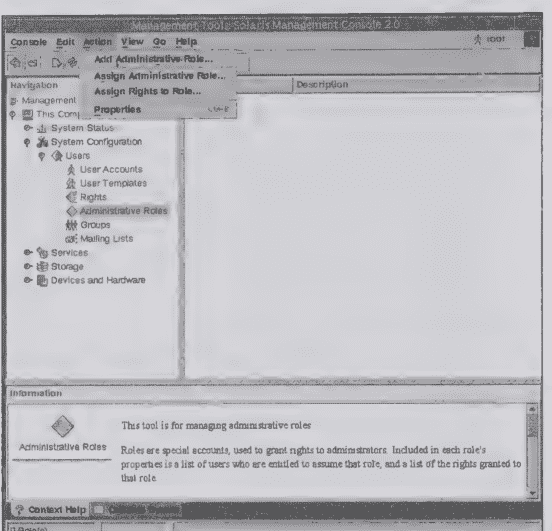 Management Tools: Solaris Management Console 2.0
Console Edit Action View Go Help
root
Add Administrative Role...
Assign Administrative Role...
Assign Rights to Role...
Properties
Navigation
Description
Management
This Comp
System Status
System Configuration
Users
User Accounts
User Templates
Rights
Administrative Roles
Groups
Mailing Lists
Services
Storage
Devices and Hardware
Information
Administrative Roles
This tool is for managing administrative roles
Roles are special accounts, used to grant rights to administrators. Included in each role's
properties is a list of users who are entitled to assume that role, and a list of the rights granted to
that role
Context Help
0 Role(s)